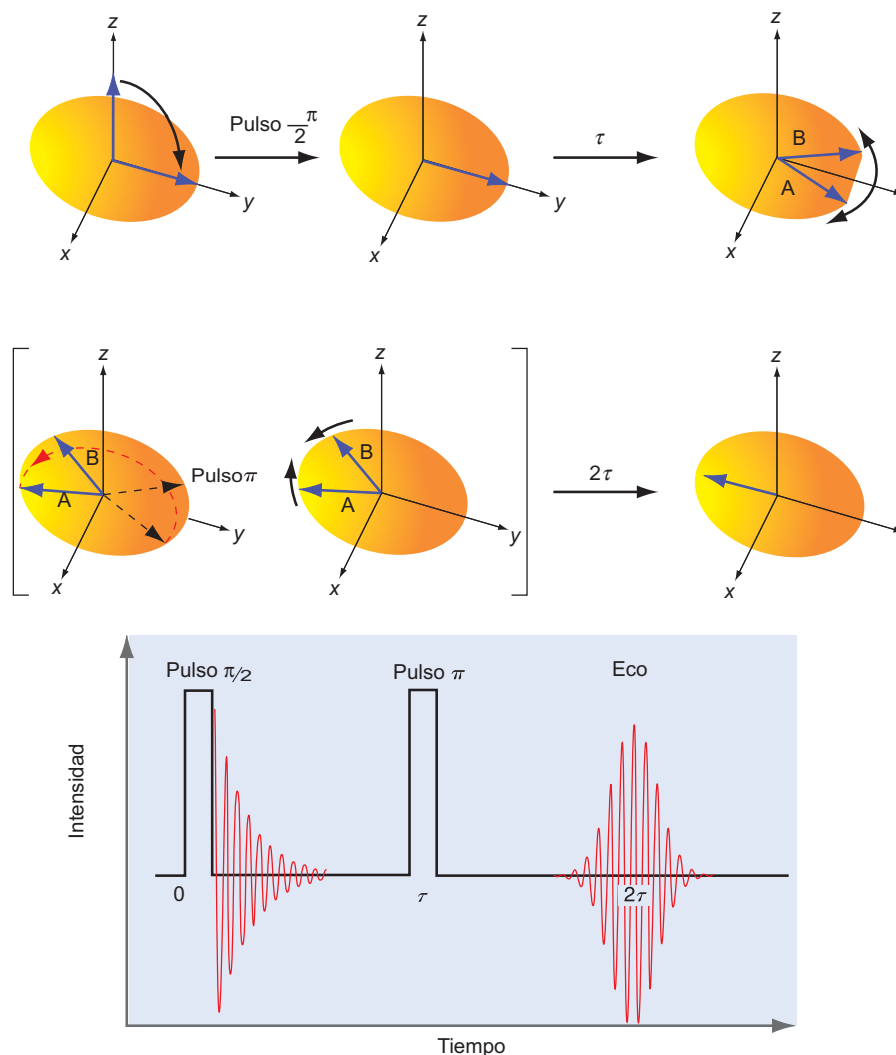 z
y
x
Pulso π/2
z
y
x
τ
z
B
A
x
z
B
A
Pulso π
y
x
z
B
A
y
x
2τ
z
x
Pulso π/2
Pulso π
Eco
Intensidad
0
τ
2τ
Tiempo